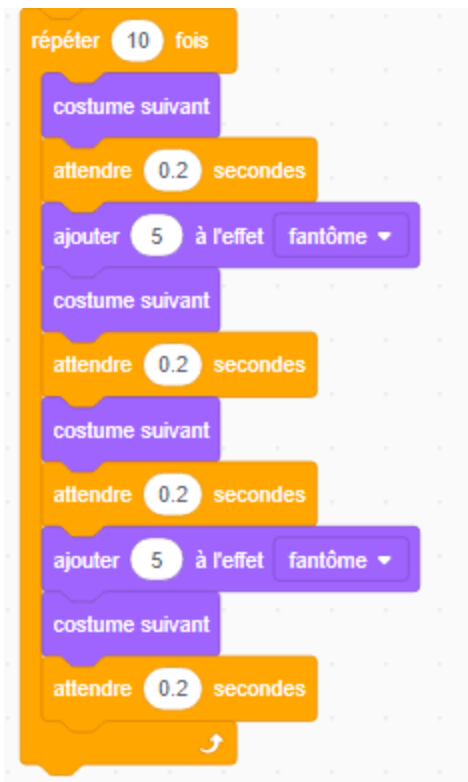 répéter 10 fois
costume suivant
attendre 0.2 secondes
ajouter 5 à l'effet fantôme
costume suivant
attendre 0.2 secondes
costume suivant
attendre 0.2 secondes
ajouter 5 à l'effet fantôme
costume suivant
attendre 0.2 secondes